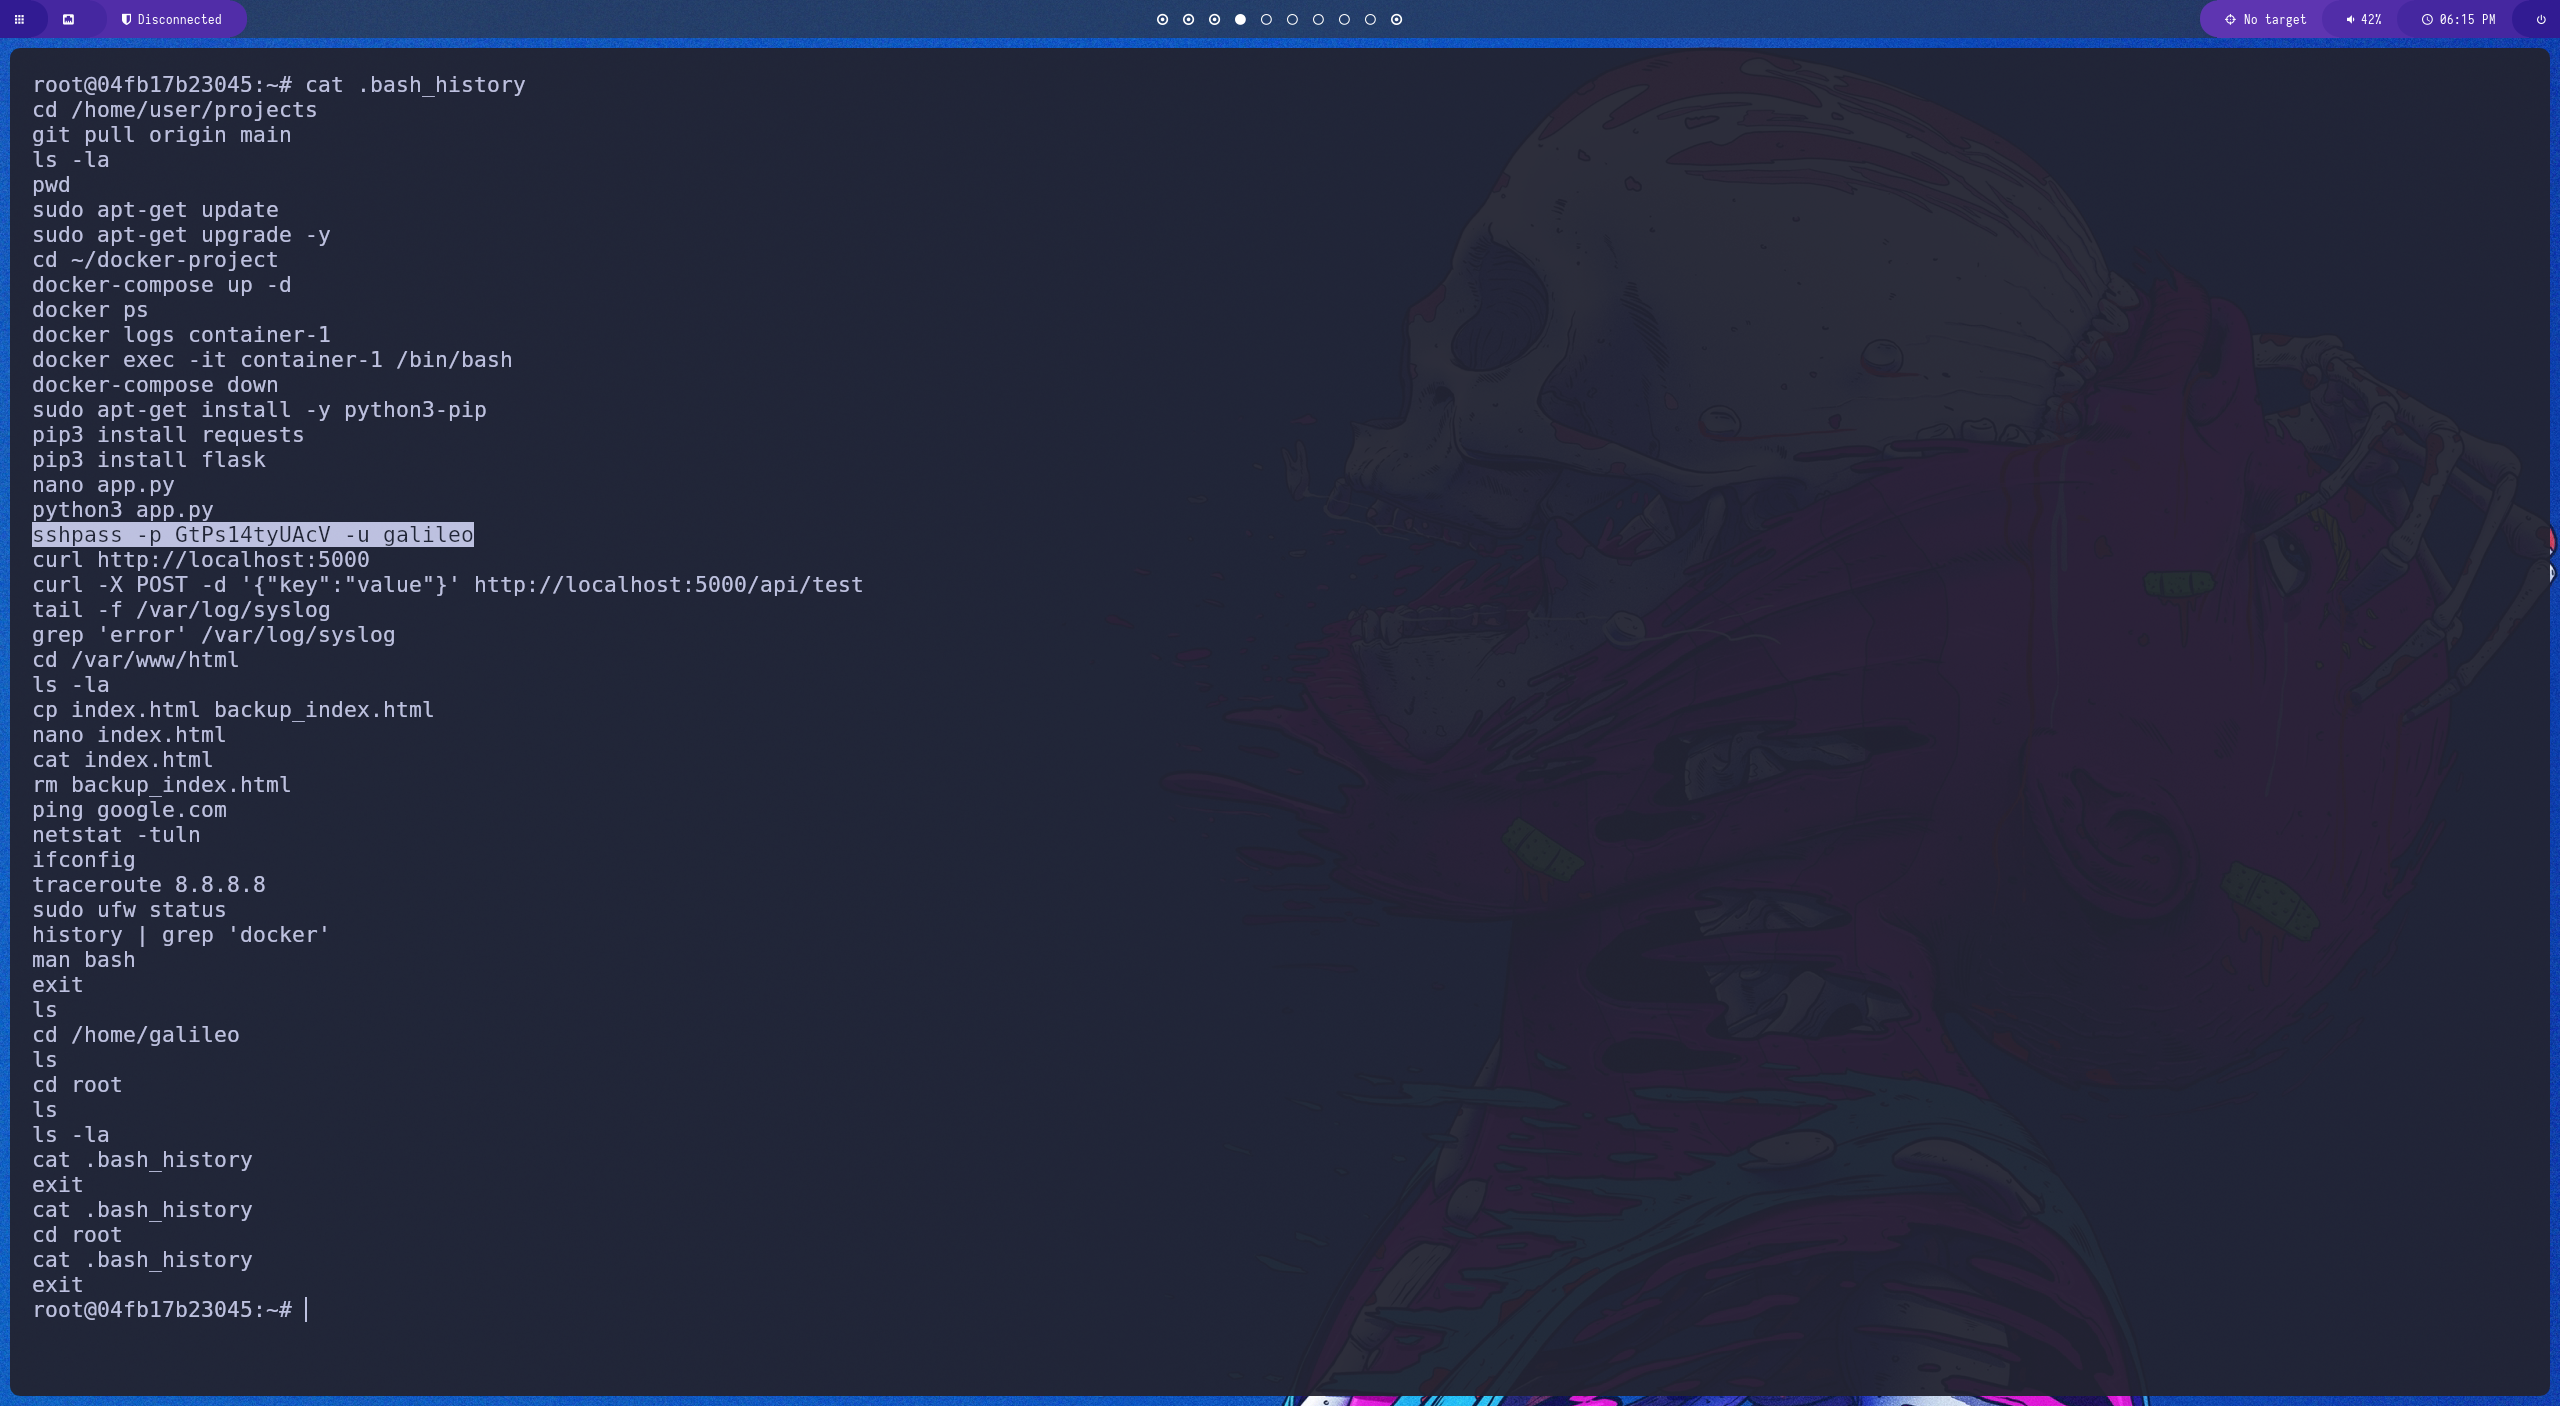 Disconnected
No target
42%
06:15 PM
root@04fb17b23045:~# cat .bash_history
cd /home/user/projects
git pull origin main
ls -la
pwd
sudo apt-get update
sudo apt-get upgrade -y
cd ~/docker-project
docker-compose up -d
docker ps
docker logs container-1
docker exec -it container-1 /bin/bash
docker-compose down
sudo apt-get install -y python3-pip
pip3 install requests
pip3 install flask
nano app.py
python3 app.py
sshpass -p GtPs14tyUAcV -u galileo
curl http://localhost:5000
curl -X POST -d '{"key":"value"}' http://localhost:5000/api/test
tail -f /var/log/syslog
grep 'error' /var/log/syslog
cd /var/www/html
ls -la
cp index.html backup_index.html
nano index.html
cat index.html
rm backup_index.html
ping google.com
netstat -tuln
ifconfig
traceroute 8.8.8.8
sudo ufw status
history | grep 'docker'
man bash
exit
ls
cd /home/galileo
ls
cd root
ls
ls -la
cat .bash_history
exit
cat .bash_history
cd root
cat .bash_history
exit
root@04fb17b23045:~#